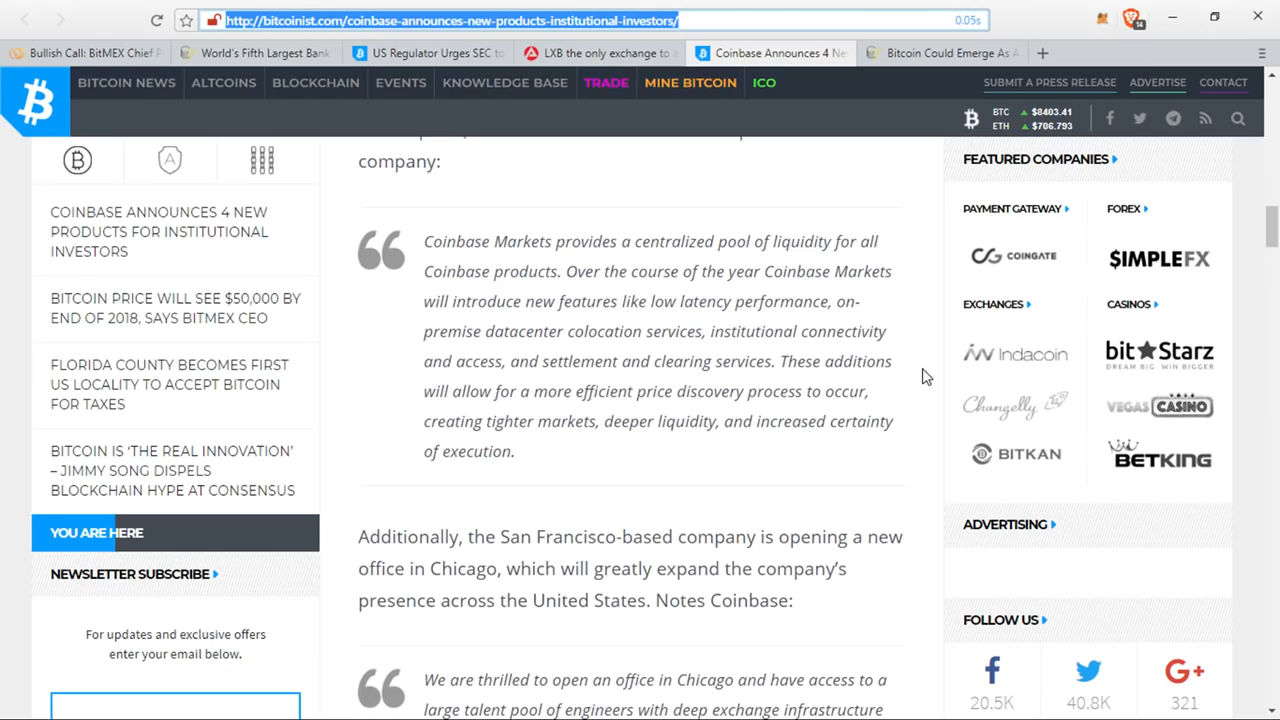 http://bitcoinist.com/coinbase-announces-new-products-institutional-investors/
0.05s
14
Bullish Call: BitMEX Chief F
World's Fifth Largest Bank
US Regulator Urges SEC to
LXB the only exchange to a
Coinbase Announces 4 Ne
Bitcoin Could Emerge As A
BITCOIN NEWS
ALTCOINS
BLOCKCHAIN
EVENTS
KNOWLEDGE BASE
TRADE
MINE BITCOIN
ICO
SUBMIT A PRESS RELEASE
ADVERTISE
CONTACT
BTC $8403.41
ETH $706.793
COINBASE ANNOUNCES 4 NEW
PRODUCTS FOR INSTITUTIONAL
INVESTORS
BITCOIN PRICE WILL SEE $50,000 BY
END OF 2018, SAYS BITMEX CEO
FLORIDA COUNTY BECOMES FIRST
US LOCALITY TO ACCEPT BITCOIN
FOR TAXES
BITCOIN IS ‘THE REAL INNOVATION’
– JIMMY SONG DISPELS
BLOCKCHAIN HYPE AT CONSENSUS
YOU ARE HERE
NEWSLETTER SUBSCRIBE
For updates and exclusive offers
enter your email below.
company:
Coinbase Markets provides a centralized pool of liquidity for all
Coinbase products. Over the course of the year Coinbase Markets
will introduce new features like low latency performance, on-
premise datacenter colocation services, institutional connectivity
and access, and settlement and clearing services. These additions
will allow for a more efficient price discovery process to occur,
creating tighter markets, deeper liquidity, and increased certainty
of execution.
Additionally, the San Francisco-based company is opening a new
office in Chicago, which will greatly expand the company’s
presence across the United States. Notes Coinbase:
We are thrilled to open an office in Chicago and have access to a
large talent pool of engineers with deep exchange infrastructure
FEATURED COMPANIES
PAYMENT GATEWAY
FOREX
COINGATE
$IMPLEFX
EXCHANGES
CASINOS
Indacoin
bitStarz
DREAM BIG. WIN BIGGER
Changelly
VEGAS CASINO
BITKAN
BETKING
ADVERTISING
FOLLOW US
20.5K
40.8K
G+
321